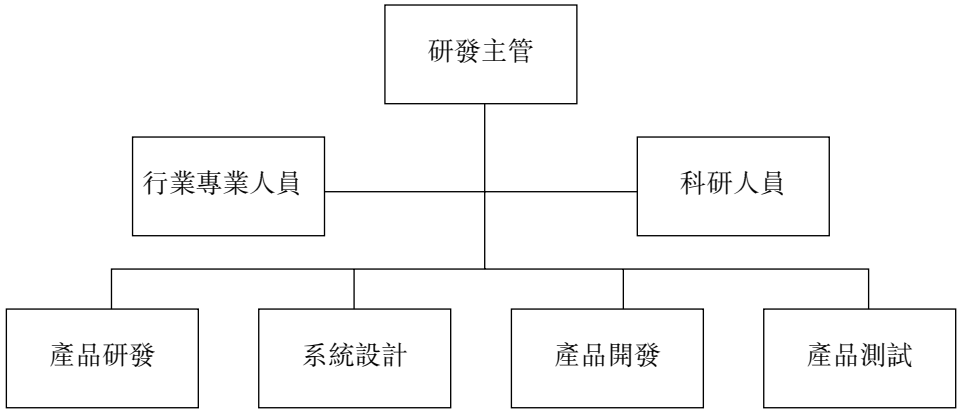 研發主管
行業專業人員
科研人員
產品研發
系統設計
產品開發
產品測試